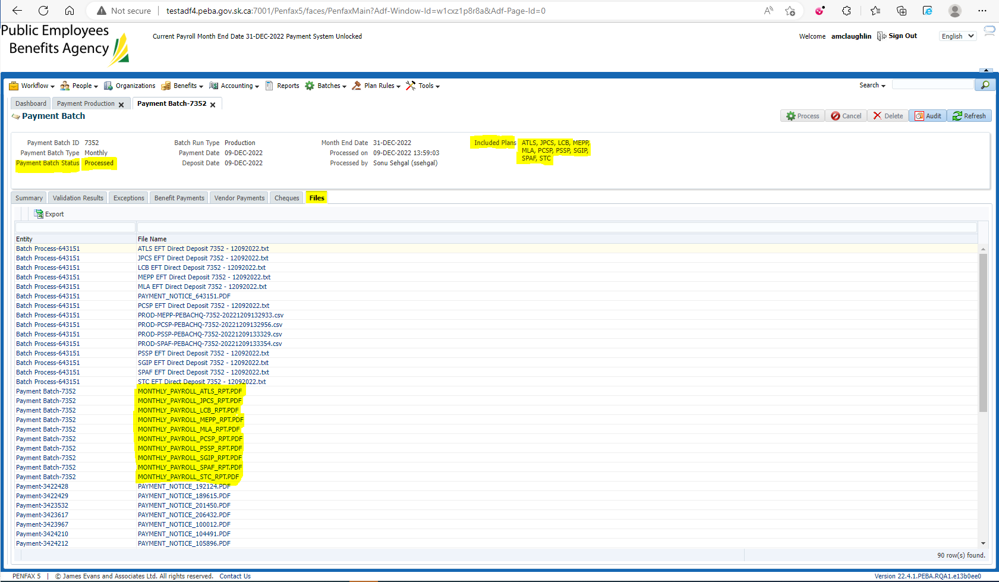 Not secure | testadf4.peba.gov.sk.ca:7001/Penfax5/faces/PenfaxMain?Adf-Window-Id=w1cxz1p8r8a&Adf-Page-Id=0
Public Employees
Benefits Agency
Current Payroll Month End Date 31-DEC-2022 Payment System Unlocked
Welcome amclaughlin Sign Out English
Workflow People Organizations Benefits Accounting Reports Batches Plan Rules Tools Search
Dashboard Payment Production Payment Batch-7352
Payment Batch Process Cancel Delete Audit Refresh
Payment Batch ID 7352 Batch Run Type Production Month End Date 31-DEC-2022 Included Plans ATLS, JPCS, LCB, MEPP,
Payment Batch Type Monthly Payment Date 09-DEC-2022 Processed on 09-DEC-2022 13:59:03 MLA, PCSP, PSSP, SGIP,
Payment Batch Status Processed Deposit Date 09-DEC-2022 Processed by Sonu Sehgal (ssehgal) SPAF, STC
Summary Validation Results Exceptions Benefit Payments Vendor Payments Cheques Files
Export
Entity File Name
Batch Process-643151 ATLS EFT Direct Deposit 7352 - 12092022.txt
Batch Process-643151 JPCS EFT Direct Deposit 7352 - 12092022.txt
Batch Process-643151 LCB EFT Direct Deposit 7352 - 12092022.txt
Batch Process-643151 MEPP EFT Direct Deposit 7352 - 12092022.txt
Batch Process-643151 MLA EFT Direct Deposit 7352 - 12092022.txt
Batch Process-643151 PAYMENT_NOTICE_643151.PDF
Batch Process-643151 PCSP EFT Direct Deposit 7352 - 12092022.txt
Batch Process-643151 PROD-MEPP-PEBACHQ-7352-20221209132933.csv
Batch Process-643151 PROD-PCSP-PEBACHQ-7352-20221209132956.csv
Batch Process-643151 PROD-PSSP-PEBACHQ-7352-20221209133329.csv
Batch Process-643151 PROD-SPAF-PEBACHQ-7352-20221209133354.csv
Batch Process-643151 PSSP EFT Direct Deposit 7352 - 12092022.txt
Batch Process-643151 SGIP EFT Direct Deposit 7352 - 12092022.txt
Batch Process-643151 SPAF EFT Direct Deposit 7352 - 12092022.txt
Batch Process-643151 STC EFT Direct Deposit 7352 - 12092022.txt
Payment Batch-7352 MONTHLY_PAYROLL_ATLS_RPT.PDF
Payment Batch-7352 MONTHLY_PAYROLL_JPCS_RPT.PDF
Payment Batch-7352 MONTHLY_PAYROLL_LCB_RPT.PDF
Payment Batch-7352 MONTHLY_PAYROLL_MEPP_RPT.PDF
Payment Batch-7352 MONTHLY_PAYROLL_MLA_RPT.PDF
Payment Batch-7352 MONTHLY_PAYROLL_PCSP_RPT.PDF
Payment Batch-7352 MONTHLY_PAYROLL_PSSP_RPT.PDF
Payment Batch-7352 MONTHLY_PAYROLL_SGIP_RPT.PDF
Payment Batch-7352 MONTHLY_PAYROLL_SPAF_RPT.PDF
Payment Batch-7352 MONTHLY_PAYROLL_STC_RPT.PDF
Payment-3422428 PAYMENT_NOTICE_192124.PDF
Payment-3422429 PAYMENT_NOTICE_189615.PDF
Payment-3423532 PAYMENT_NOTICE_201450.PDF
Payment-3423617 PAYMENT_NOTICE_206432.PDF
Payment-3423967 PAYMENT_NOTICE_100012.PDF
Payment-3424210 PAYMENT_NOTICE_104491.PDF
Payment-3424212 PAYMENT_NOTICE_105896.PDF
90 row(s) found.
PENFAX 5 | © James Evans and Associates Ltd. All rights reserved. Contact Us Version 22.4.1.PEBA.RQA1.e13b0ee0